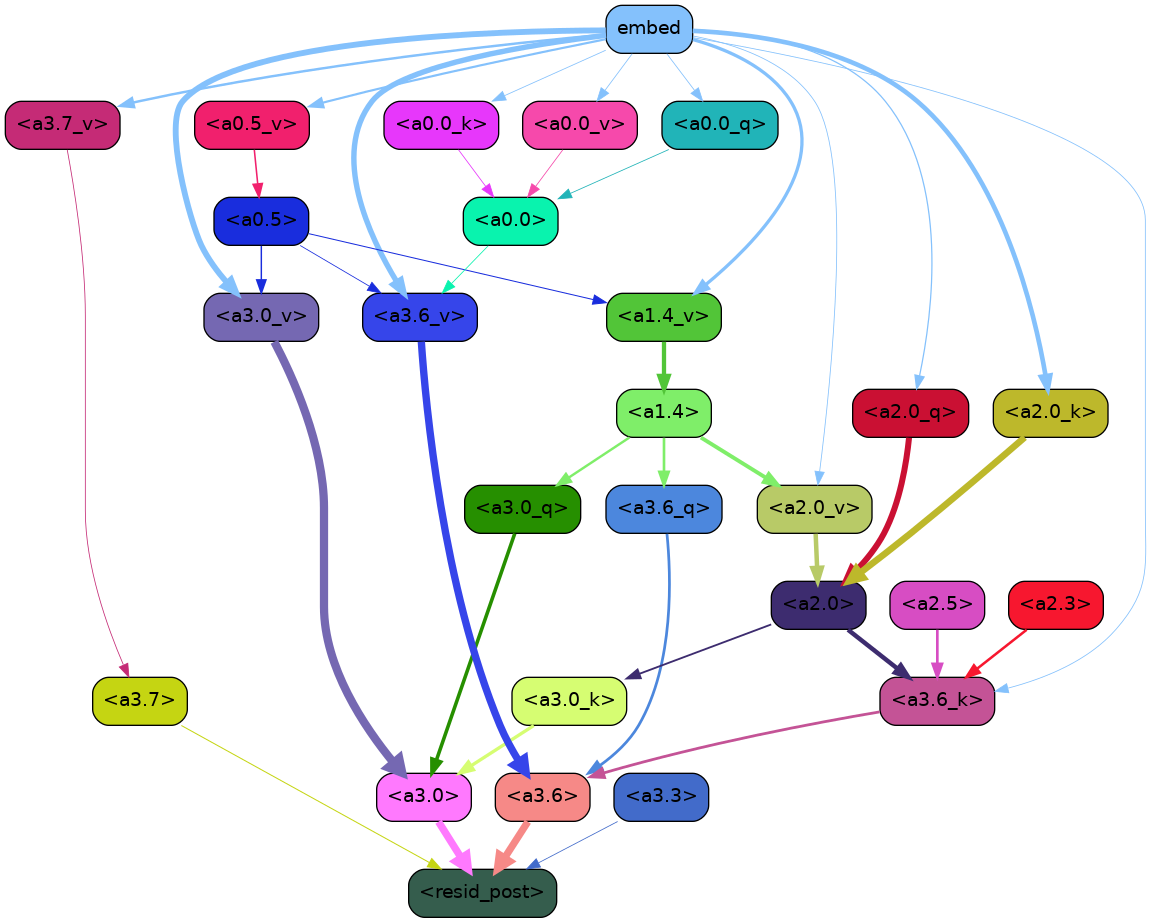 embed
<a3.7_v>
<a0.5_v>
<a0.0_k>
<a0.0_v>
<a0.0_q>
<a0.5>
<a0.0>
<a3.0_v>
<a3.6_v>
<a1.4_v>
<a1.4>
<a2.0_q>
<a2.0_k>
<a3.0_q>
<a3.6_q>
<a2.0_v>
<a2.0>
<a2.5>
<a2.3>
<a3.7>
<a3.0_k>
<a3.6_k>
<a3.0>
<a3.6>
<a3.3>
<resid_post>